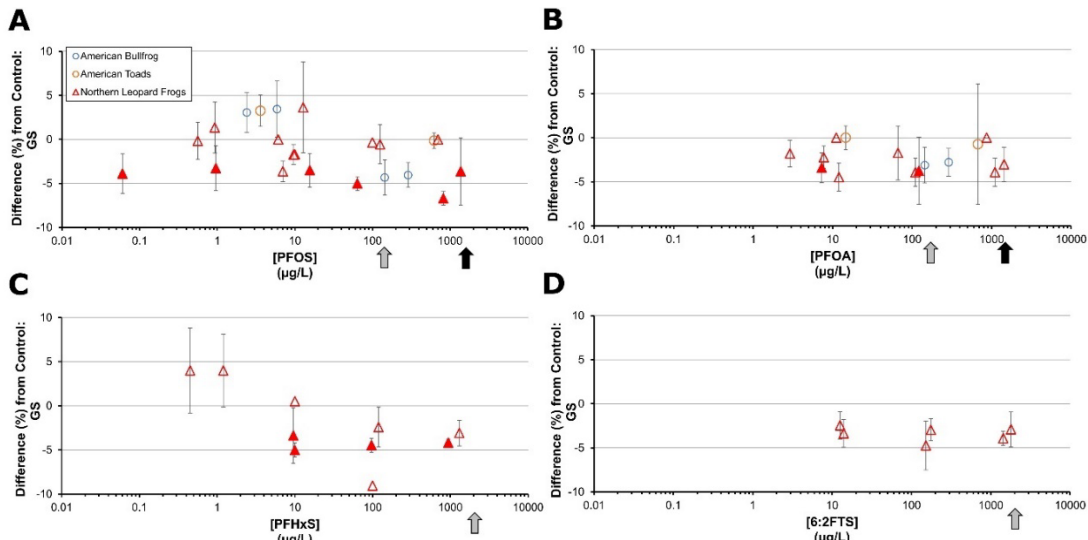 A
Difference (%) from Control:
GS
10
5
0
-5
-10
American Bullfrog
American Toads
Northern Leopard Frogs
0.01
0.1
1
10
100
1000
10000
[PFOS]
(µg/L)
B
Difference (%) from Control:
GS
10
5
0
-5
-10
0.01
0.1
1
10
100
1000
10000
[PFOA]
(µg/L)
C
Difference (%) from Control:
GS
10
5
0
-5
-10
0.01
0.1
1
10
100
1000
10000
[PFHxS]
(µg/L)
D
Difference (%) from Control:
GS
10
5
0
-5
-10
0.01
0.1
1
10
100
1000
10000
[6:2FTS]
(µg/L)